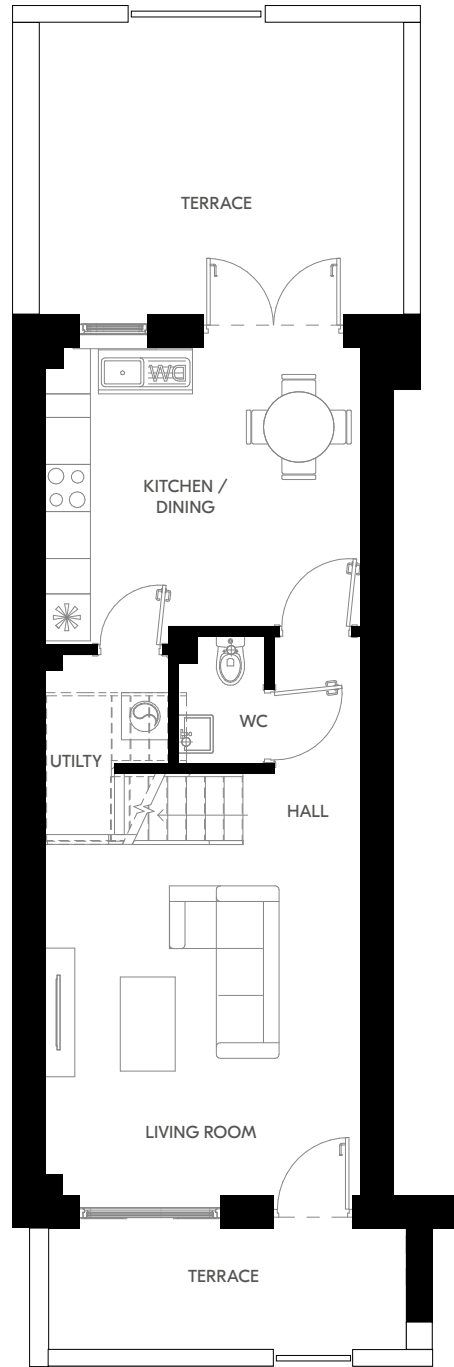 TERRACE
DW
KITCHEN /
DINING
WC
UTILTY
HALL
LIVING ROOM
TERRACE